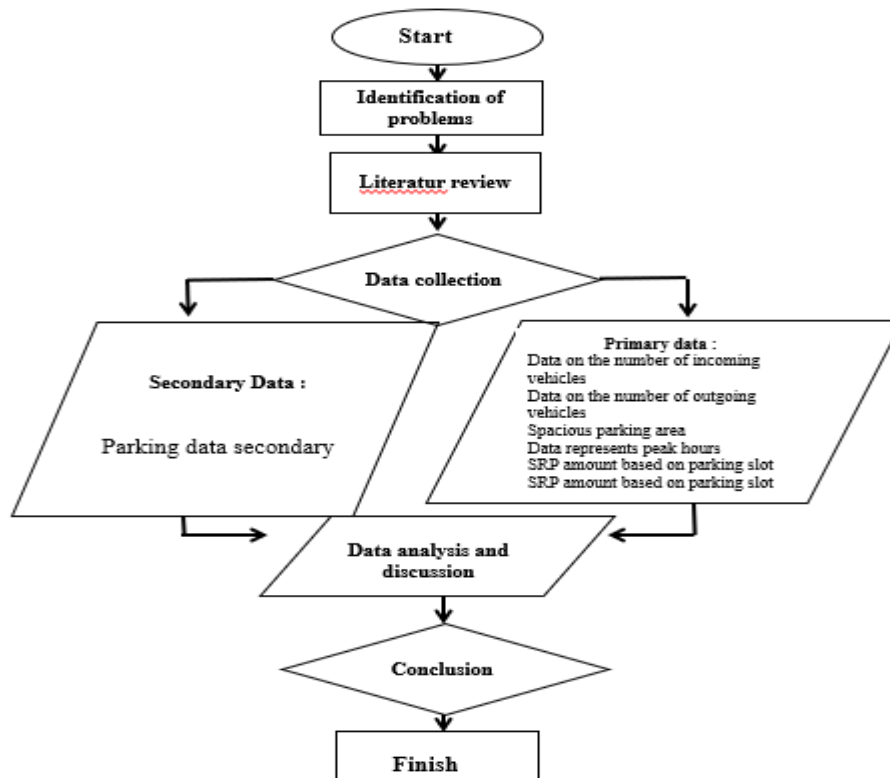 Start
Identification of
problems
Literatur review
Data collection
Secondary Data :
Parking data secondary
Primary data :
Data on the number of incoming
vehicles
Data on the number of outgoing
vehicles
Spacious parking area
Data represents peak hours
SRP amount based on parking slot
SRP amount based on parking slot
Data analysis and
discussion
Conclusion
Finish